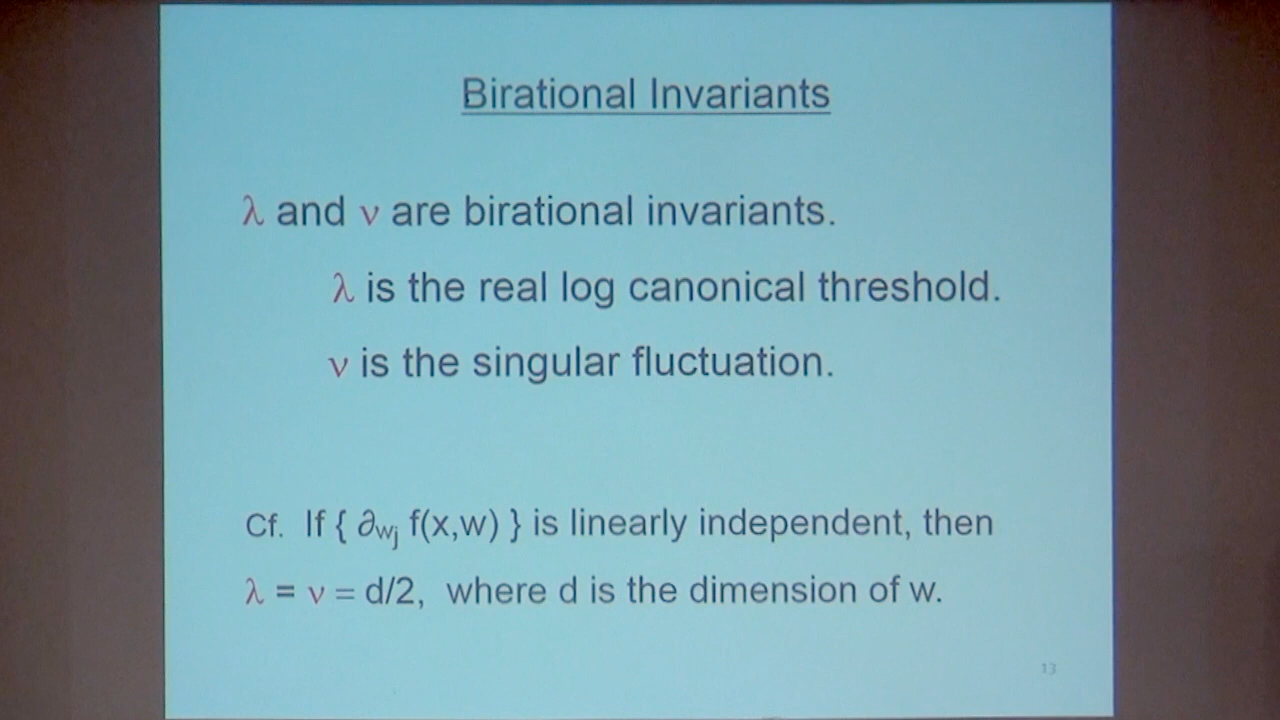 Birational Invariants
λ and ν are birational invariants.
λ is the real log canonical threshold.
ν is the singular fluctuation.
Cf. If { ∂wj f(x,w) } is linearly independent, then
λ = ν = d/2, where d is the dimension of w.
13